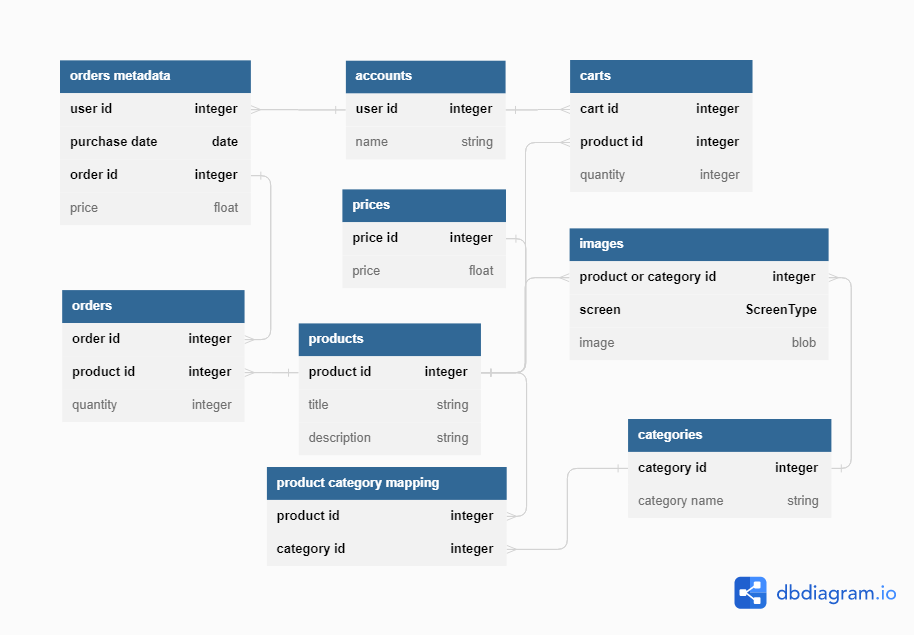 orders metadata
user id integer
purchase date date
order id integer
price float
accounts
user id integer
name string
carts
cart id integer
product id integer
quantity integer
prices
price id integer
price float
images
product or category id integer
screen ScreenType
image blob
orders
order id integer
product id integer
quantity integer
products
product id integer
title string
description string
categories
category id integer
category name string
product category mapping
product id integer
category id integer
dbdiagram.io